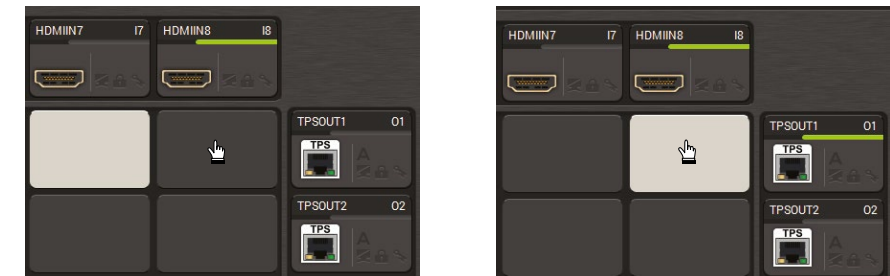 HDMIIN7 I7 HDMIIN8 I8
TPSOUT1 O1
TPS
A
TPSOUT2 O2
TPS
A
HDMIIN7 I7 HDMIIN8 I8
TPSOUT1 O1
TPS
A
TPSOUT2 O2
TPS
A